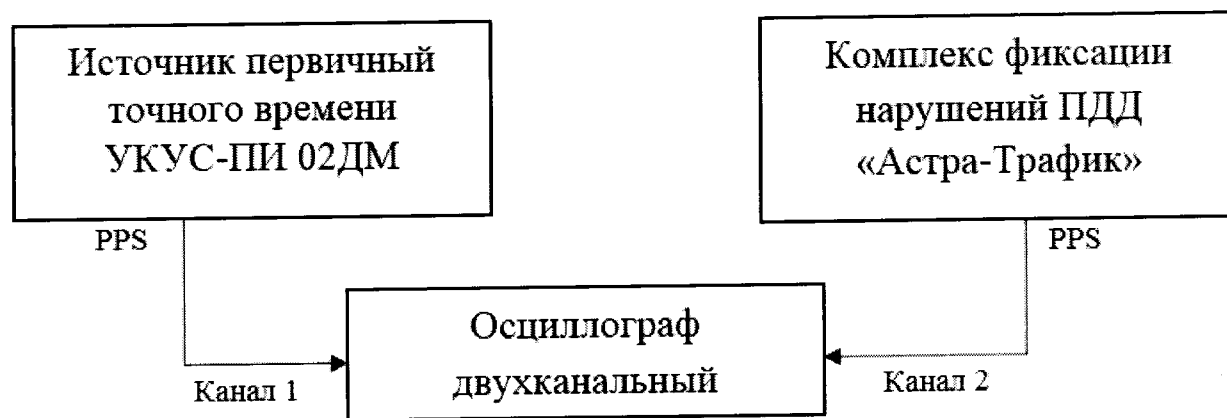 Источник первичный
точного времени
УКУС-ПИ 02ДМ
Комплекс фиксации
нарушений ПДД
«Астра-Трафик»
PPS
PPS
Осциллограф
двухканальный
Канал 1
Канал 2